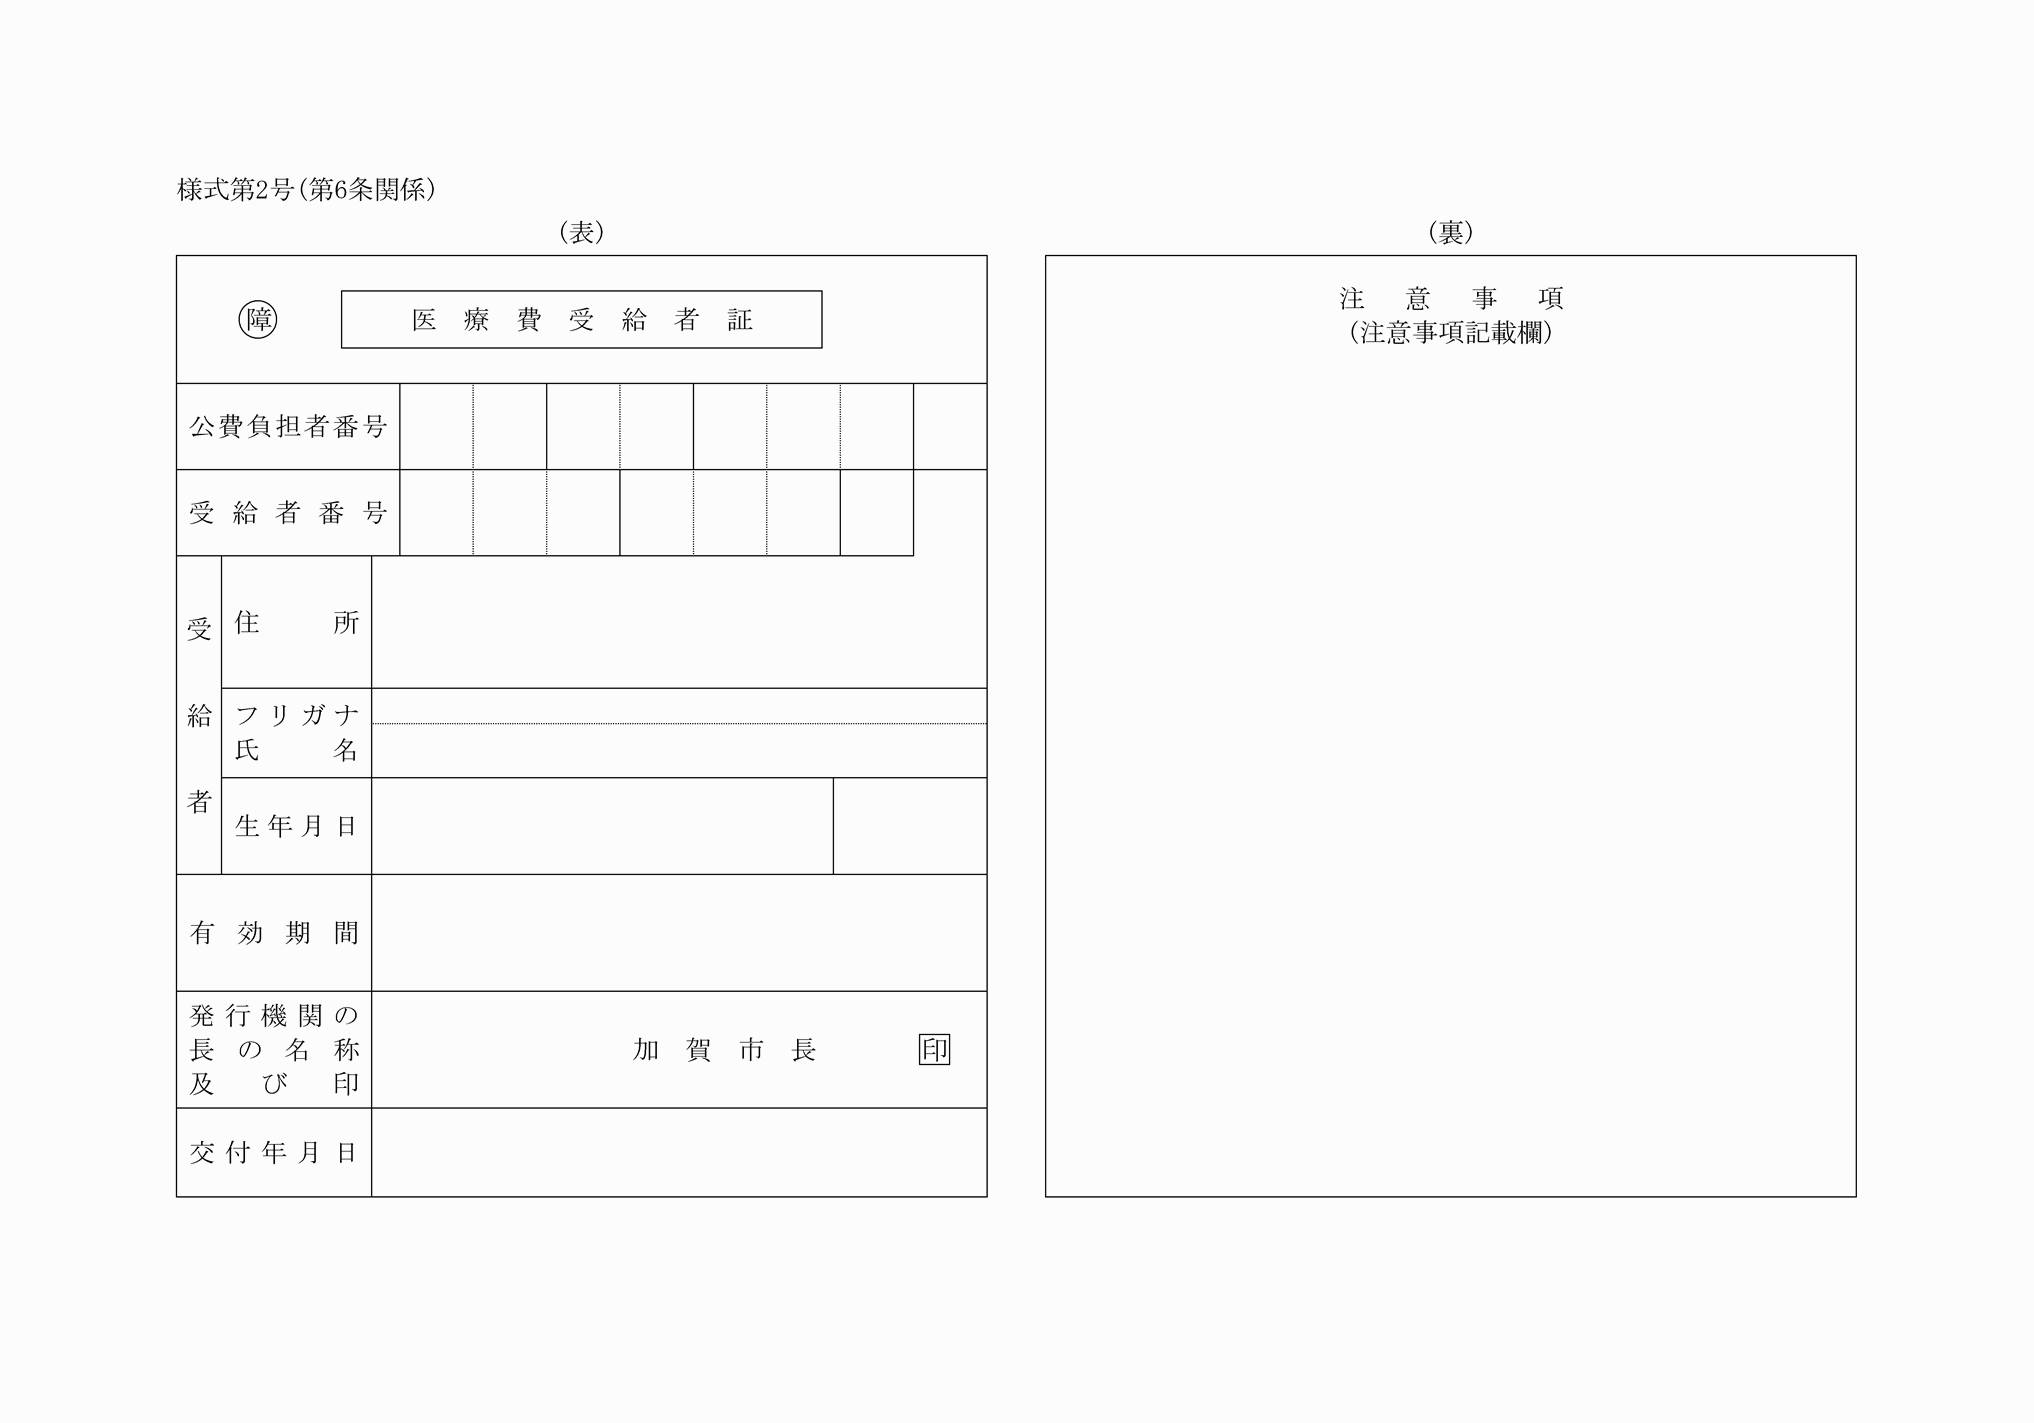 様式第2号(第6条関係)
(表)
㊞障 医療費受給者証
公費負担者番号
受給者番号
受給者
住所
フリガナ
氏名
生年月日
有効期間
発行機関の
長の名称
及び印
加賀市長 印
交付年月日
(裏)
注意事項
(注意事項記載欄)